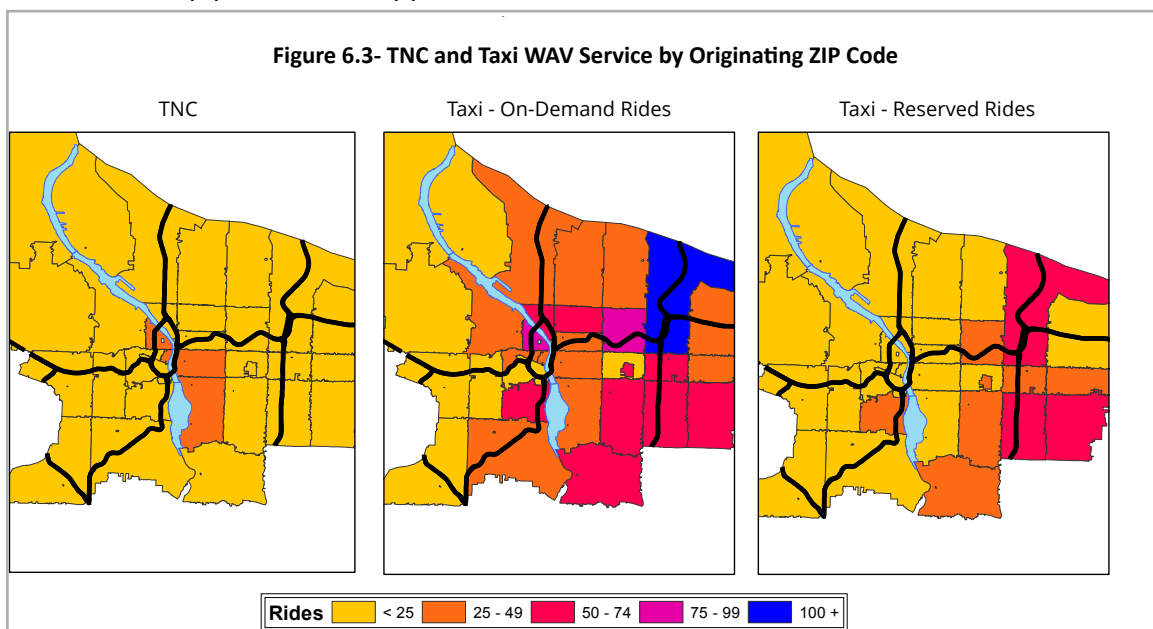 Figure 6.3- TNC and Taxi WAV Service by Originating ZIP Code
TNC
Taxi - On-Demand Rides
Taxi - Reserved Rides
Rides < 25 25 - 49 50 - 74 75 - 99 100 +